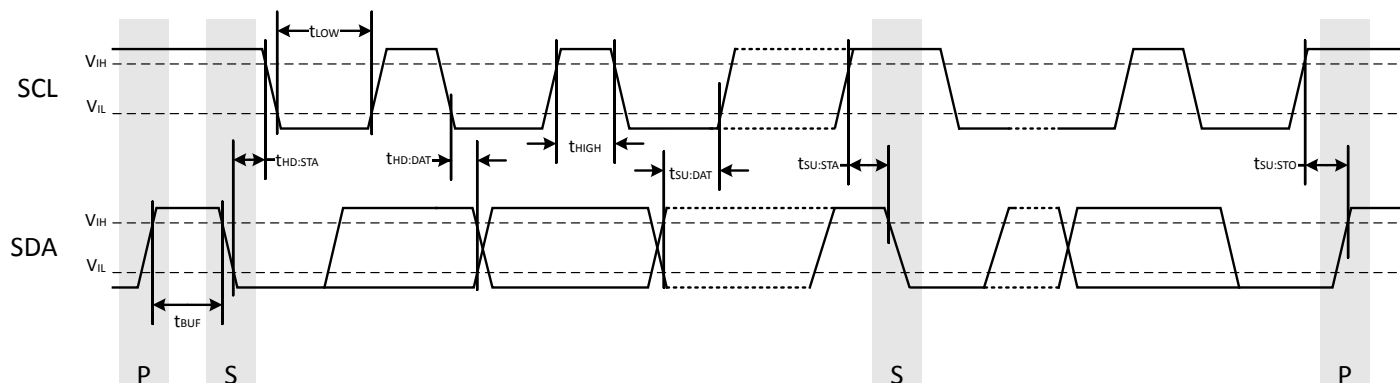 tLOW
VIH
SCL
VIL
tHD:STA
tHD:DAT
tHIGH
tSU:DAT
tSU:STA
tSU:STO
VIH
SDA
VIL
tBUF
P
S
S
P